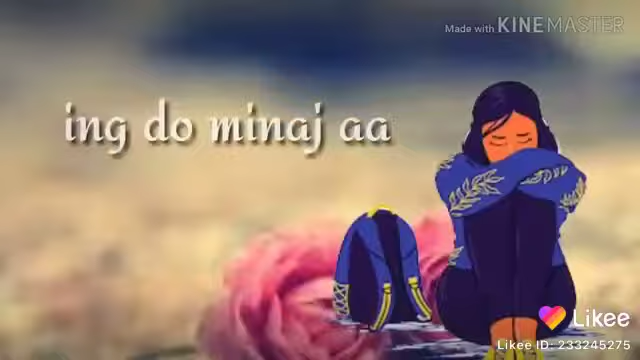 Made with KINEMASTER
ing do minaj aa
Likee
Likee ID: 233245275